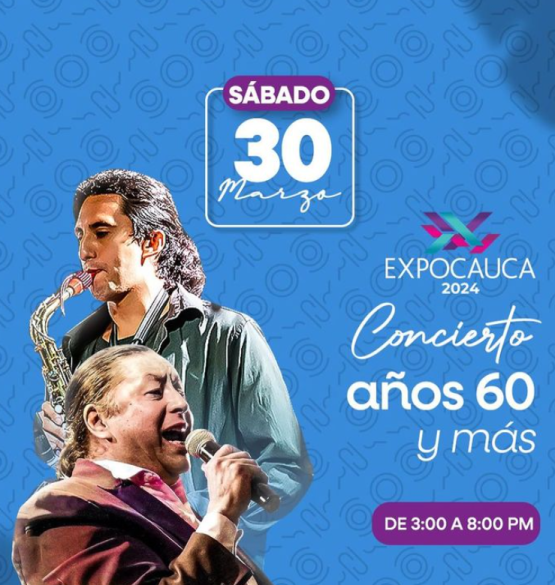 SÁBADO
30
Marzo
EXPOCAUCA
2024
Concierto
años 60
y más
DE 3:00 A 8:00 PM